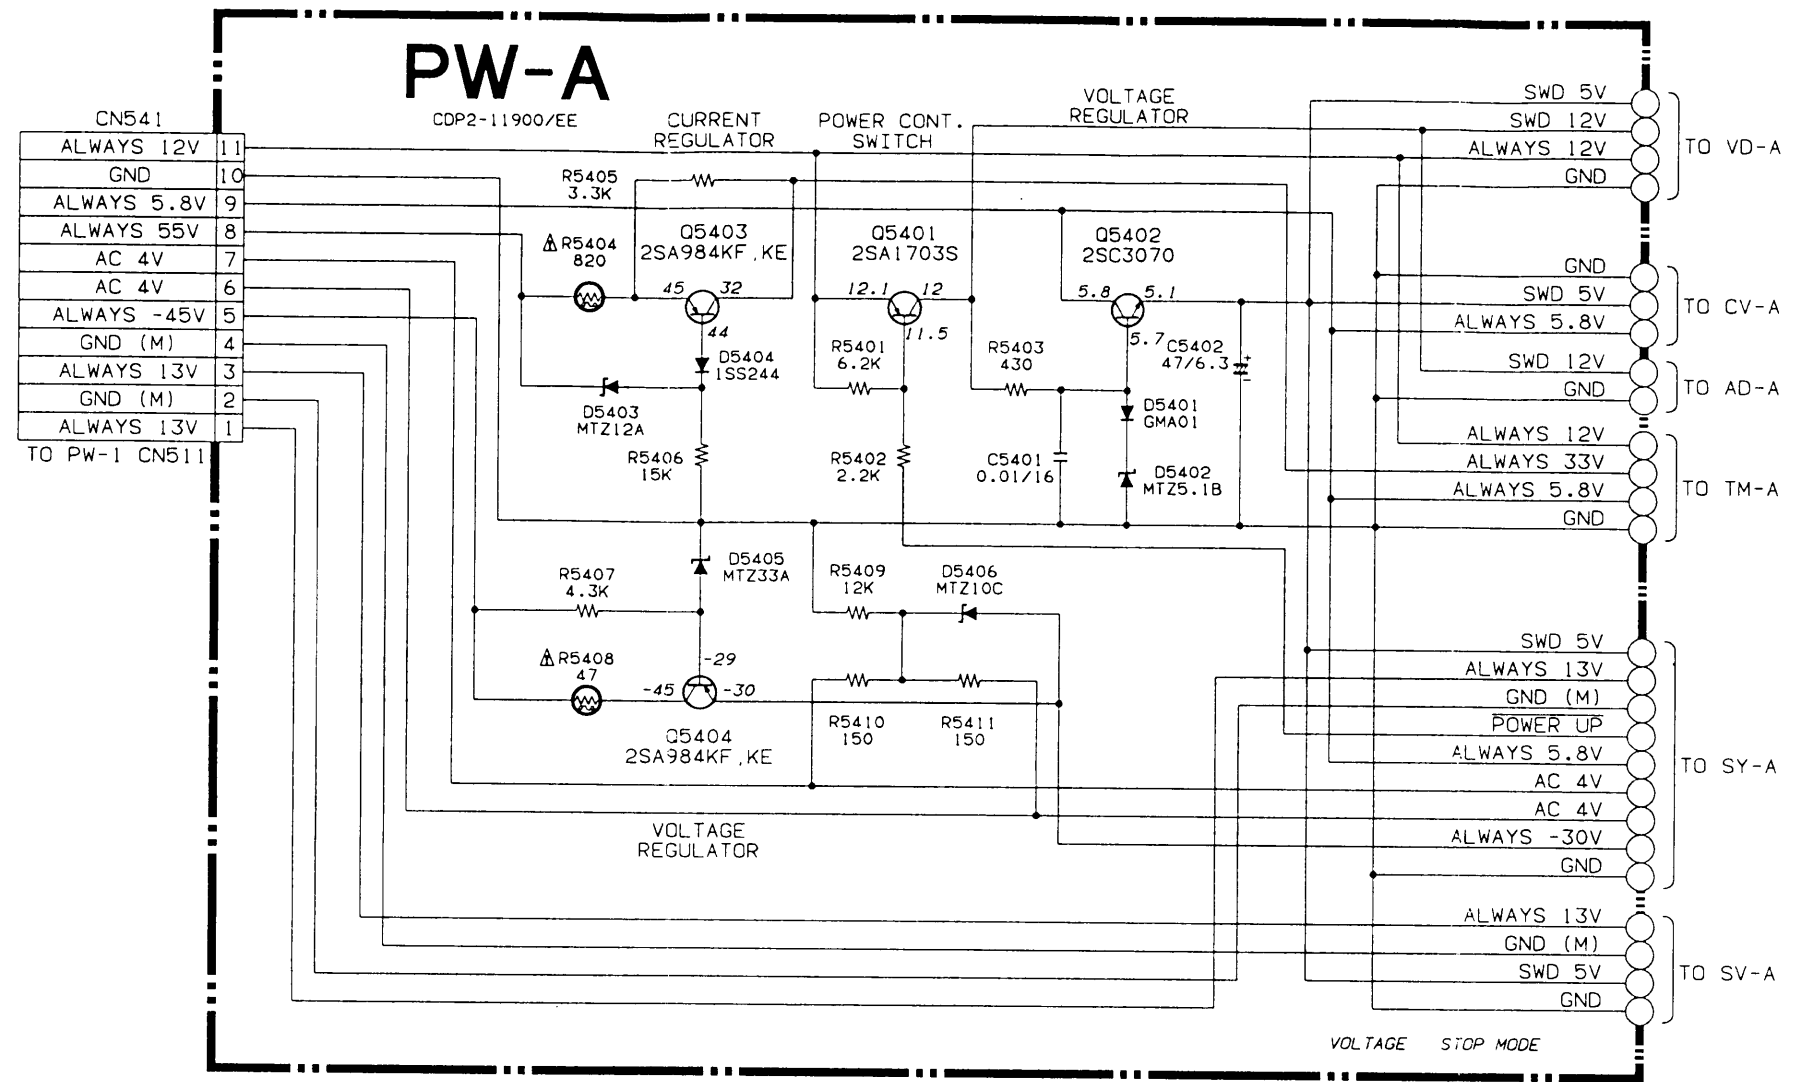 PW-A
CDP2-11900/EE
CN541
ALWAYS 12V 11
GND 10
ALWAYS 5.8V 9
ALWAYS 55V 8
AC 4V 7
AC 4V 6
ALWAYS -45V 5
GND (M) 4
ALWAYS 13V 3
GND (M) 2
ALWAYS 13V 1
TO PW-1 CN511
CURRENT
REGULATOR
POWER CONT.
SWITCH
VOLTAGE
REGULATOR
R5405
3.3K
⚠ R5404
820
Q5403
2SA984KF,KE
45 32
44
Q5401
2SA1703S
12.1 12
11.5
Q5402
2SC3070
5.8 5.1
5.7
D5404
1SS244
D5403
MTZ12A
R5406
15K
R5401
6.2K
R5402
2.2K
R5403
430
C5401
0.01/16
C5402
47/6.3
+
-
D5401
GMA01
D5402
MTZ5.1B
D5405
MTZ33A
R5407
4.3K
R5409
12K
D5406
MTZ10C
⚠ R5408
47
-29
-45 -30
Q5404
2SA984KF,KE
R5410
150
R5411
150
VOLTAGE
REGULATOR
SWD 5V
SWD 12V
ALWAYS 12V
GND
TO VD-A
GND
SWD 5V
ALWAYS 5.8V
TO CV-A
SWD 12V
GND
TO AD-A
ALWAYS 12V
ALWAYS 33V
ALWAYS 5.8V
GND
TO TM-A
SWD 5V
ALWAYS 13V
GND (M)
POWER UP
ALWAYS 5.8V
AC 4V
AC 4V
ALWAYS -30V
GND
TO SY-A
ALWAYS 13V
GND (M)
SWD 5V
GND
TO SV-A
VOLTAGE STOP MODE